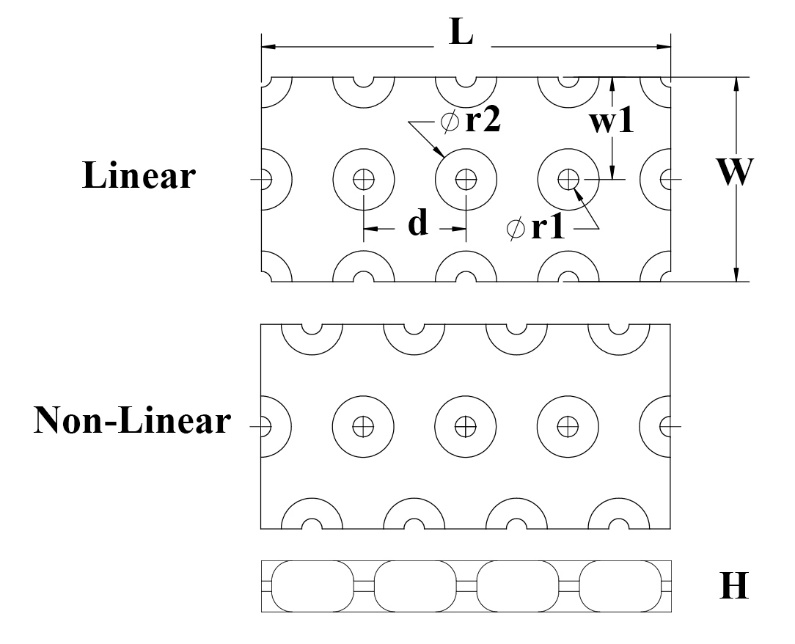 L
⌀ r2
w1
Linear
W
d
⌀ r1
Non-Linear
H